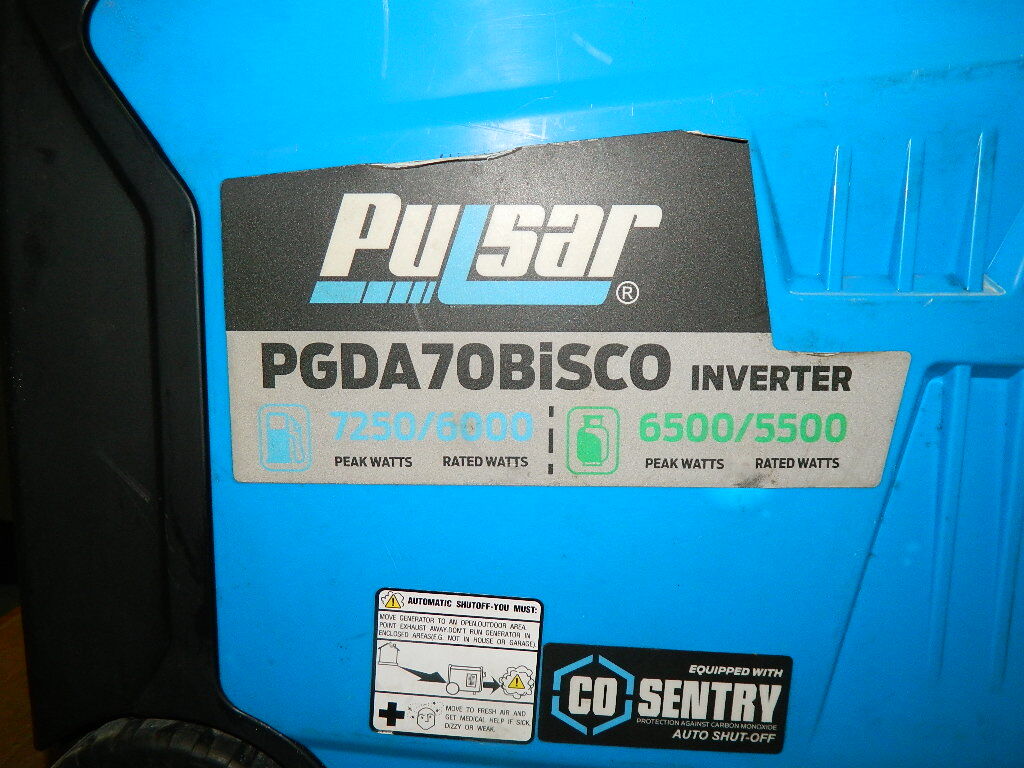 Pulsar®
PGDA70BiSCO INVERTER
7250/6000
PEAK WATTS RATED WATTS
6500/5500
PEAK WATTS RATED WATTS
AUTOMATIC SHUTOFF-YOU MUST:
MOVE GENERATOR TO AN OPEN,OUTDOOR AREA.
POINT EXHAUST AWAY.DON'T RUN GENERATOR IN
ENCLOSED AREAS(E.G. NOT IN HOUSE OR GARAGE).
MOVE TO FRESH AIR AND
GET MEDICAL HELP IF SICK,
DIZZY OR WEAK.
EQUIPPED WITH
CO SENTRY
PROTECTION AGAINST CARBON MONOXIDE
AUTO SHUT-OFF